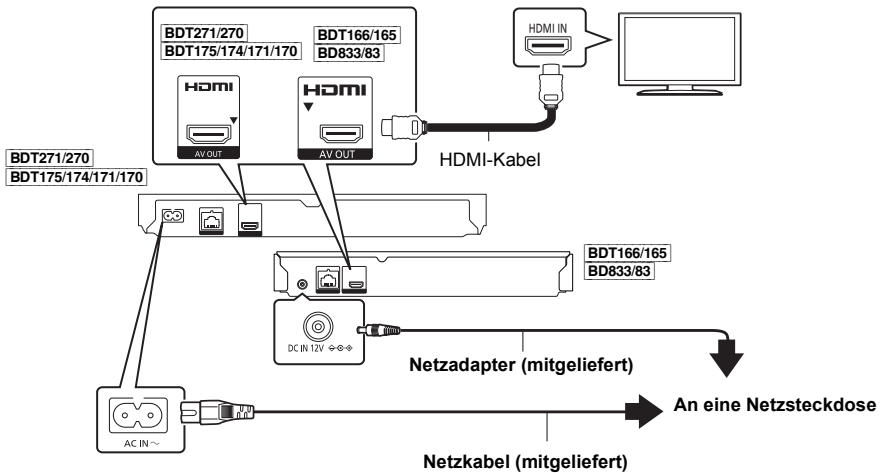 BDT271/270
BDT175/174/171/170
BDT166/165
BD833/83
HDMI
AV OUT
HDMI
AV OUT
HDMI IN
HDMI-Kabel
BDT271/270
BDT175/174/171/170
BDT166/165
BD833/83
DC IN 12V
Netzadapter (mitgeliefert)
An eine Netzsteckdose
AC IN ~
Netzkabel (mitgeliefert)